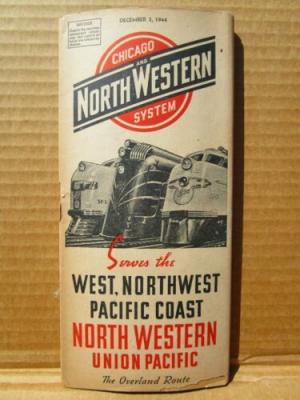 DECEMBER 3, 1944
CHICAGO
AND
NORTH WESTERN
SYSTEM
Serves the
WEST, NORTHWEST
PACIFIC COAST
NORTH WESTERN
UNION PACIFIC
The Overland Route